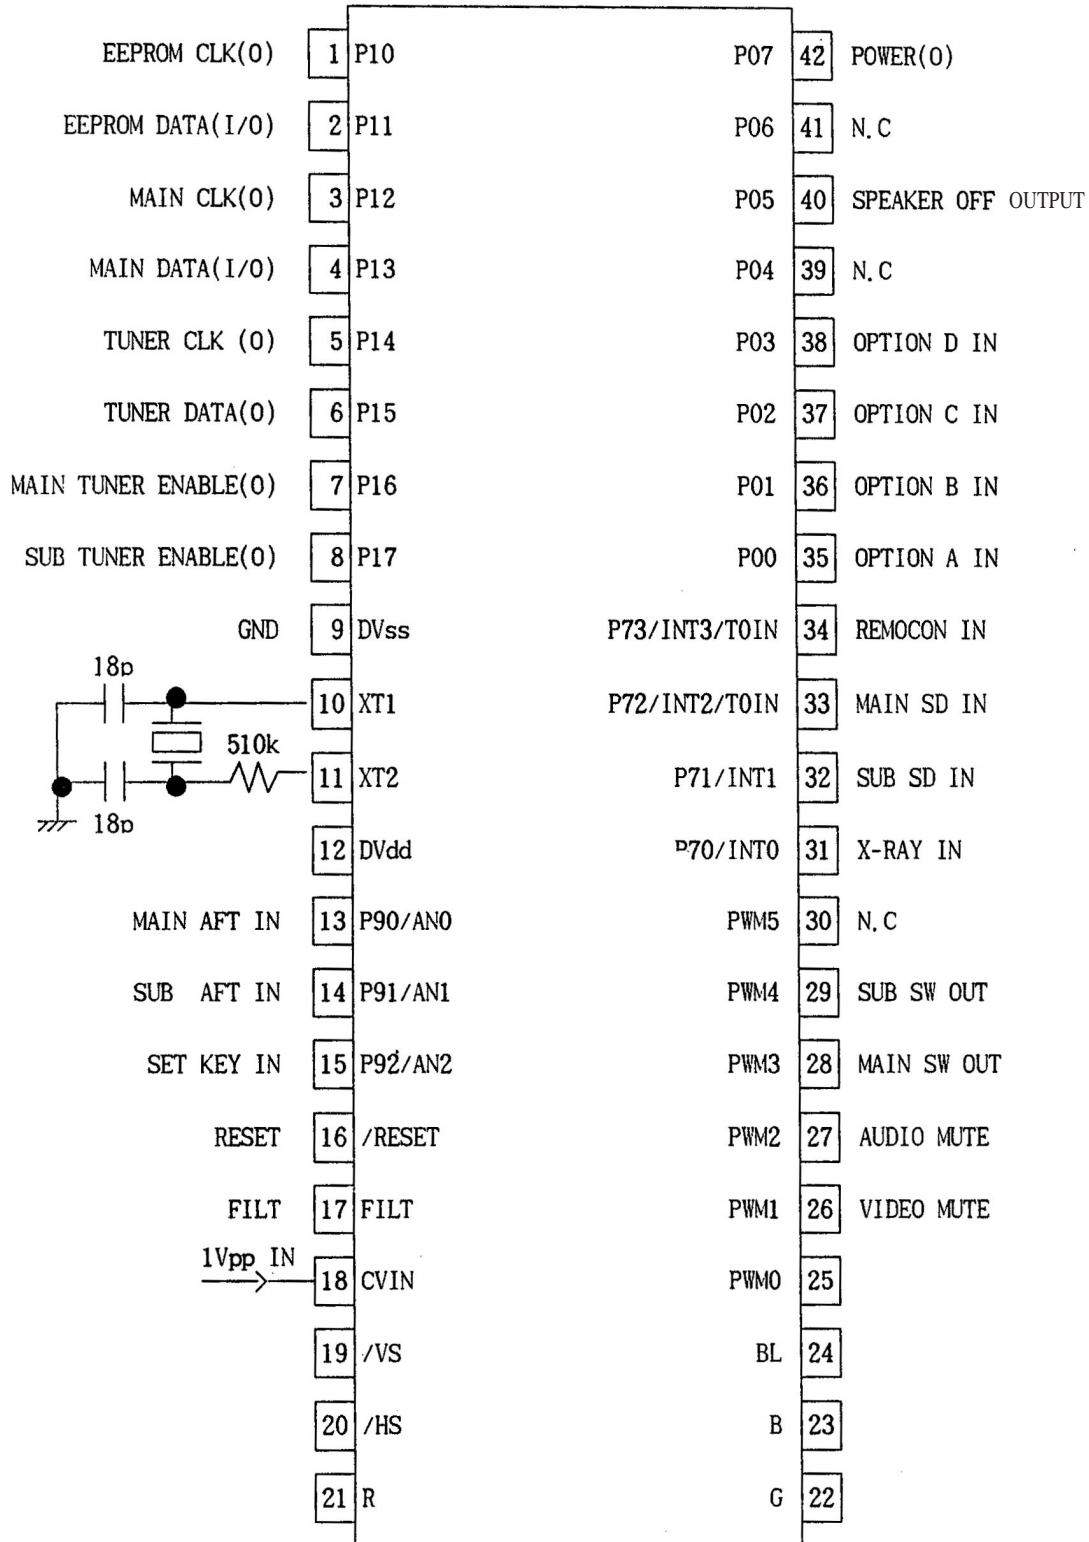 EEPROM CLK(O) 1 P10 P07 42 POWER(O)
EEPROM DATA(I/O) 2 P11 P06 41 N.C
MAIN CLK(O) 3 P12 P05 40 SPEAKER OFF OUTPUT
MAIN DATA(I/O) 4 P13 P04 39 N.C
TUNER CLK (O) 5 P14 P03 38 OPTION D IN
TUNER DATA(O) 6 P15 P02 37 OPTION C IN
MAIN TUNER ENABLE(O) 7 P16 P01 36 OPTION B IN
SUB TUNER ENABLE(O) 8 P17 P00 35 OPTION A IN
GND 9 DVss P73/INT3/T0IN 34 REMOCON IN
18p
10 XT1 P72/INT2/T0IN 33 MAIN SD IN
510k
11 XT2 P71/INT1 32 SUB SD IN
18p
12 DVdd P70/INT0 31 X-RAY IN
MAIN AFT IN 13 P90/AN0 PWM5 30 N.C
SUB AFT IN 14 P91/AN1 PWM4 29 SUB SW OUT
SET KEY IN 15 P92/AN2 PWM3 28 MAIN SW OUT
RESET 16 /RESET PWM2 27 AUDIO MUTE
FILT 17 FILT PWM1 26 VIDEO MUTE
1Vpp IN
18 CVIN PWM0 25
19 /VS BL 24
20 /HS B 23
21 R G 22